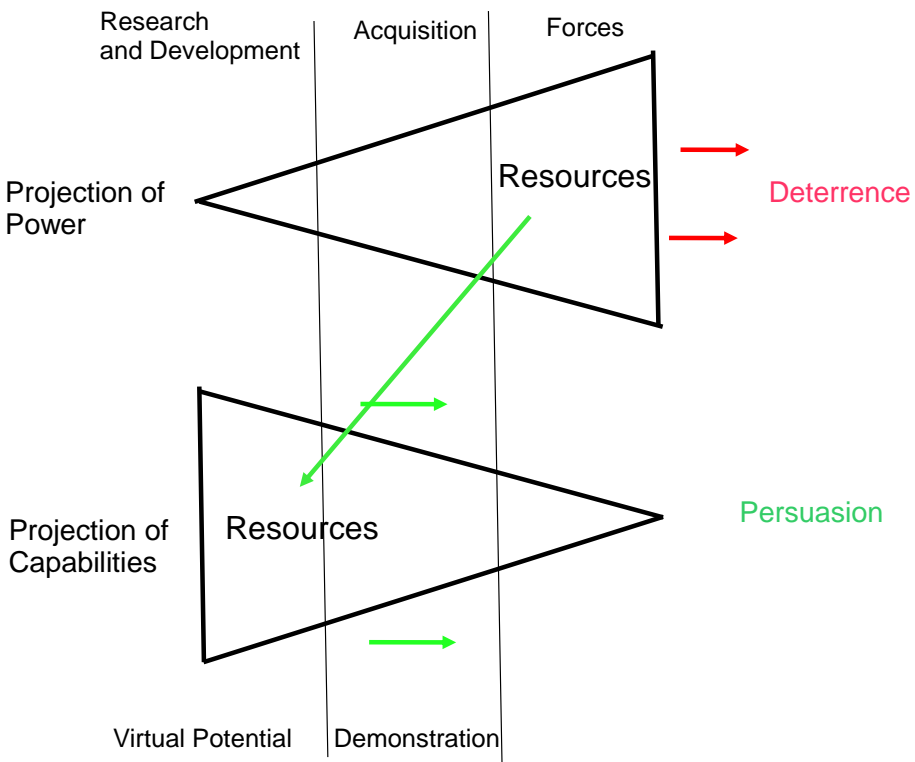 Research
and Development
Acquisition
Forces
Projection of
Power
Resources
Deterrence
Projection of
Capabilities
Resources
Persuasion
Virtual Potential
Demonstration